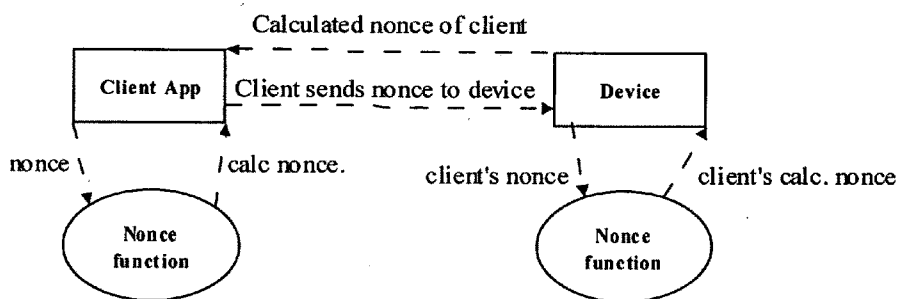 Calculated nonce of client
Client App
Client sends nonce to device
Device
nonce
calc nonce.
client's nonce
client's calc. nonce
Nonce
function
Nonce
function